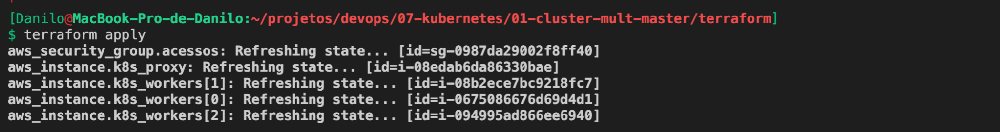 [Danilo@MacBook-Pro-de-Danilo:~/projetos/devops/07-kubernetes/01-cluster-mult-master/terraform]
$ terraform apply
aws_security_group.acessos: Refreshing state... [id=sg-0987da29002f8ff40]
aws_instance.k8s_proxy: Refreshing state... [id=i-08edab6da86330bae]
aws_instance.k8s_workers[1]: Refreshing state... [id=i-08b2ece7bc9218fc7]
aws_instance.k8s_workers[0]: Refreshing state... [id=i-0675086676d69d4d1]
aws_instance.k8s_workers[2]: Refreshing state... [id=i-094995ad866ee6940]